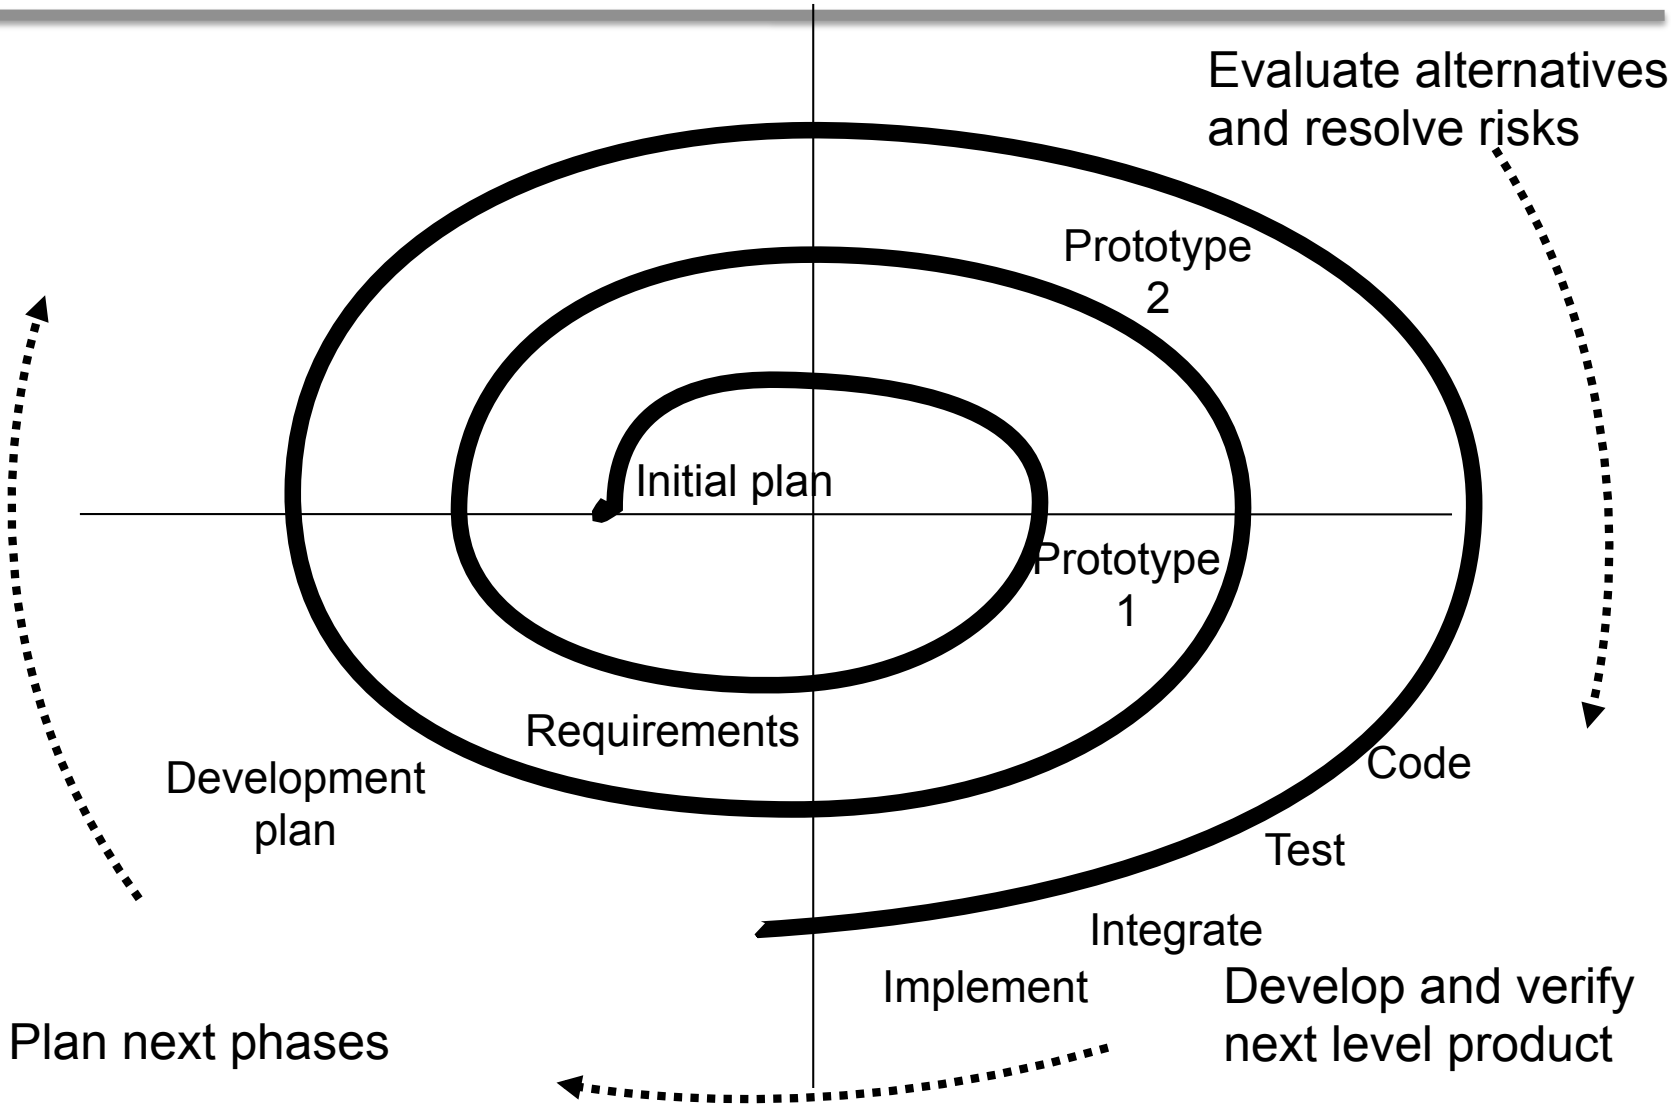 Evaluate alternatives
and resolve risks
Prototype
2
Initial plan
Prototype
1
Requirements
Development
plan
Code
Test
Integrate
Implement
Develop and verify
next level product
Plan next phases